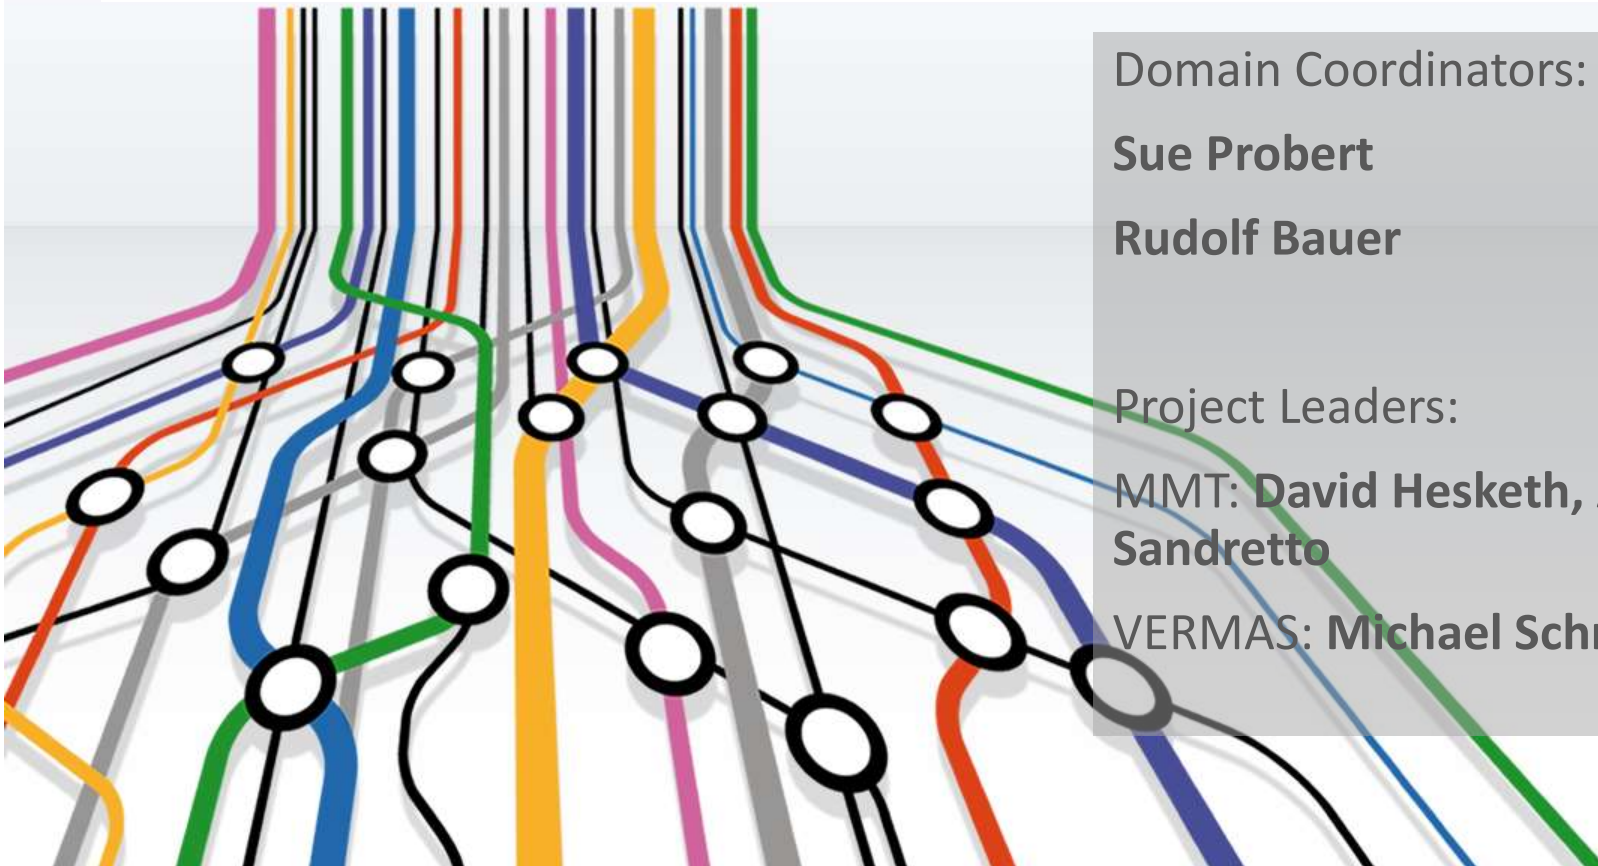 Domain Coordinators:
Sue Probert
Rudolf Bauer
Project Leaders:
MMT: David Hesketh,
Sandretto
VERMAS: Michael